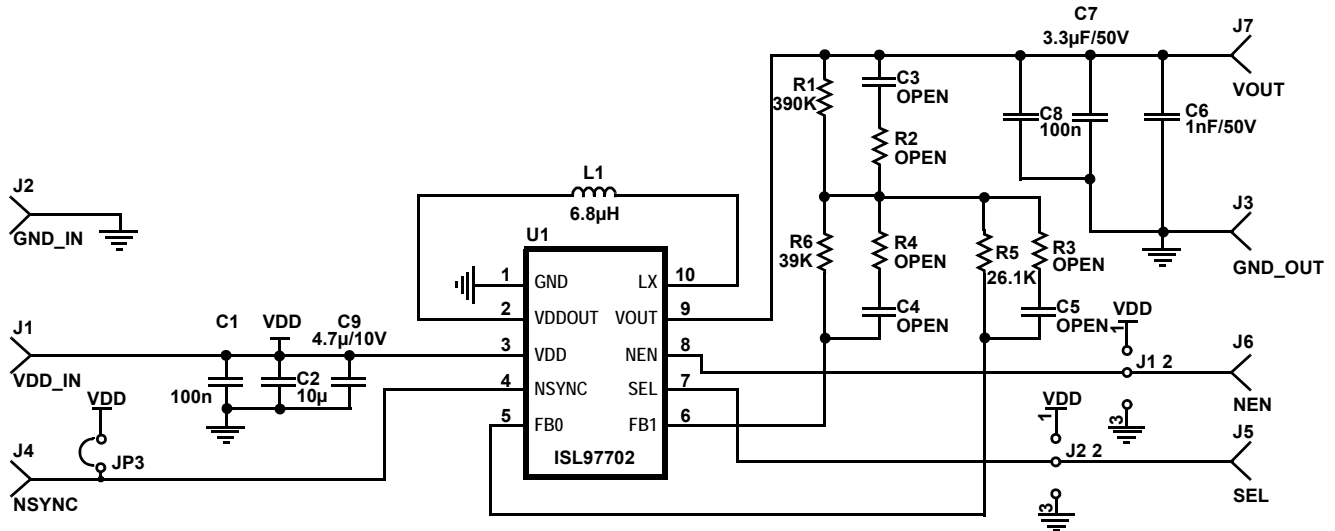 C7
3.3µF/50V
J7
VOUT
R1
390K
C3
OPEN
R2
OPEN
C8
100n
C6
1nF/50V
J2
GND_IN
L1
6.8µH
J3
GND_OUT
R6
39K
R4
OPEN
R5
26.1K
R3
OPEN
C4
OPEN
C5
OPEN
U1
1 GND LX 10
2 VDDOUT VOUT 9
3 VDD NEN 8
4 NSYNC SEL 7
5 FB0 FB1 6
ISL97702
J1
VDD_IN
C1
100n
VDD
C2
10µ
C9
4.7µ/10V
VDD
JP3
J4
NSYNC
VDD
1
J1 2
3
J6
NEN
VDD
1
J2 2
3
J5
SEL